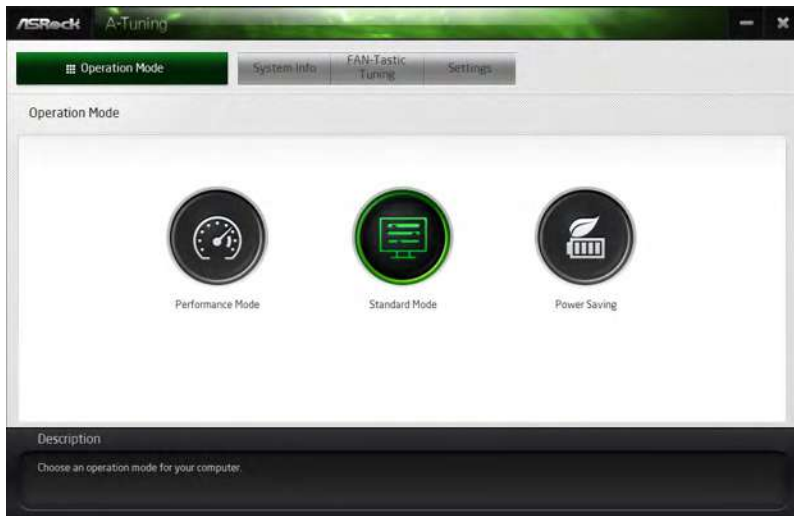 ASRock A-Tuning
Operation Mode System Info FAN-Tastic Tuning Settings
Operation Mode
Performance Mode Standard Mode Power Saving
Description
Choose an operation mode for your computer.